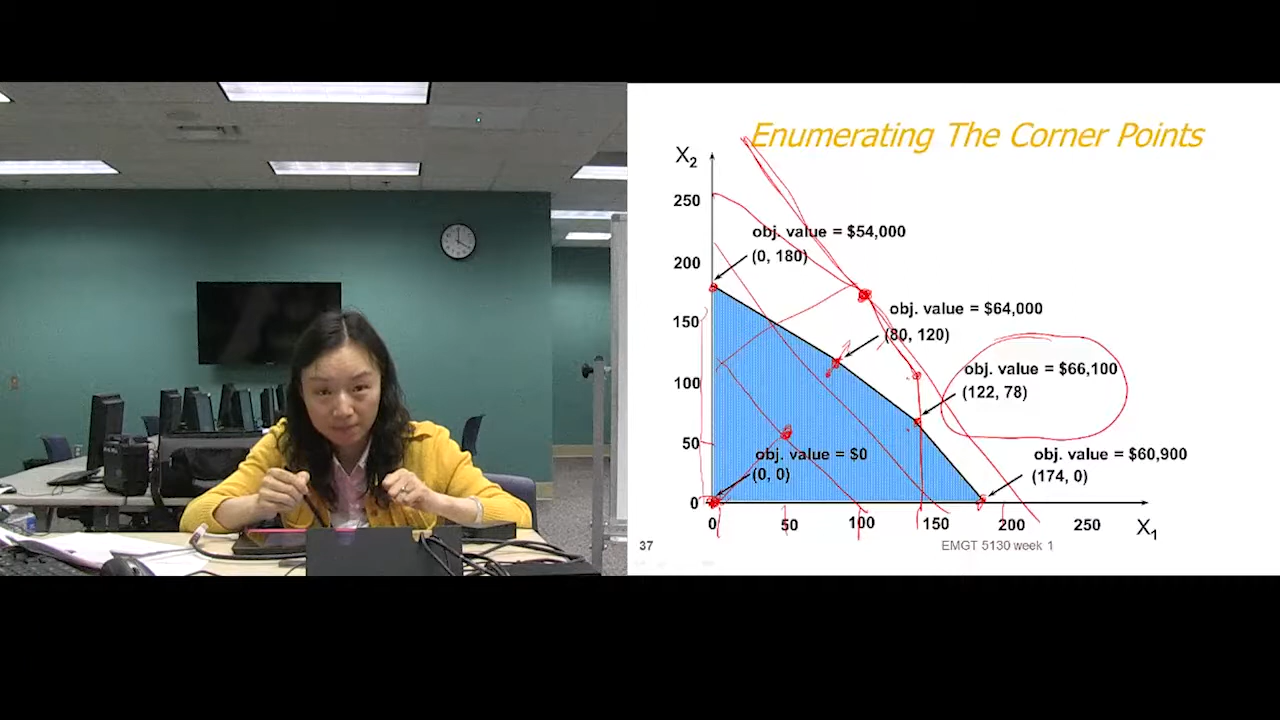 Enumerating The Corner Points
X2
250
obj. value = $54,000
(0, 180)
200
obj. value = $64,000
(80, 120)
150
obj. value = $66,100
(122, 78)
100
50
obj. value = $0
(0, 0)
obj. value = $60,900
(174, 0)
0
0
50
100
150
200
250
X1
37
EMGT 5130 week 1